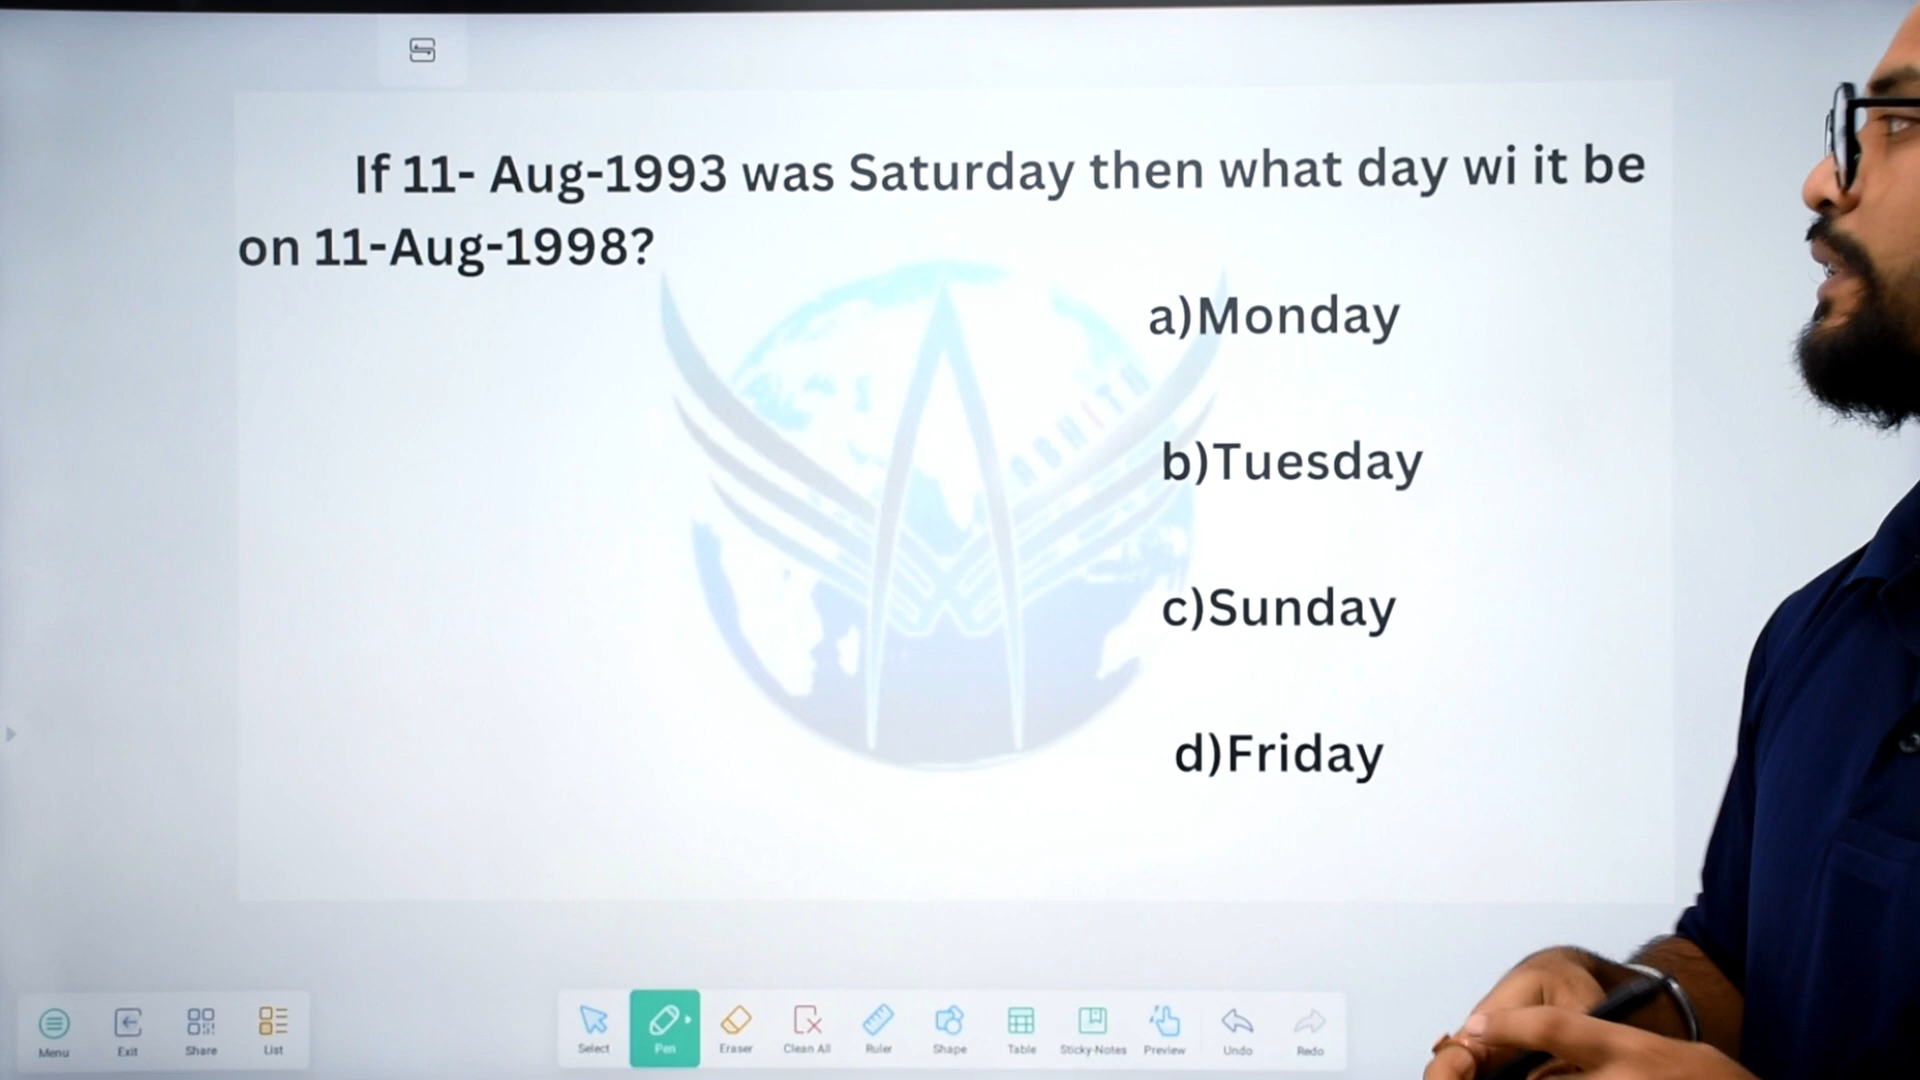 If 11- Aug-1993 was Saturday then what day wi it be
on 11-Aug-1998?
a)Monday
ABHITH
b)Tuesday
c)Sunday
d)Friday
Menu Exit Share List Select Pen Eraser Clean All Ruler Shape Table Sticky-Notes Preview Undo Redo